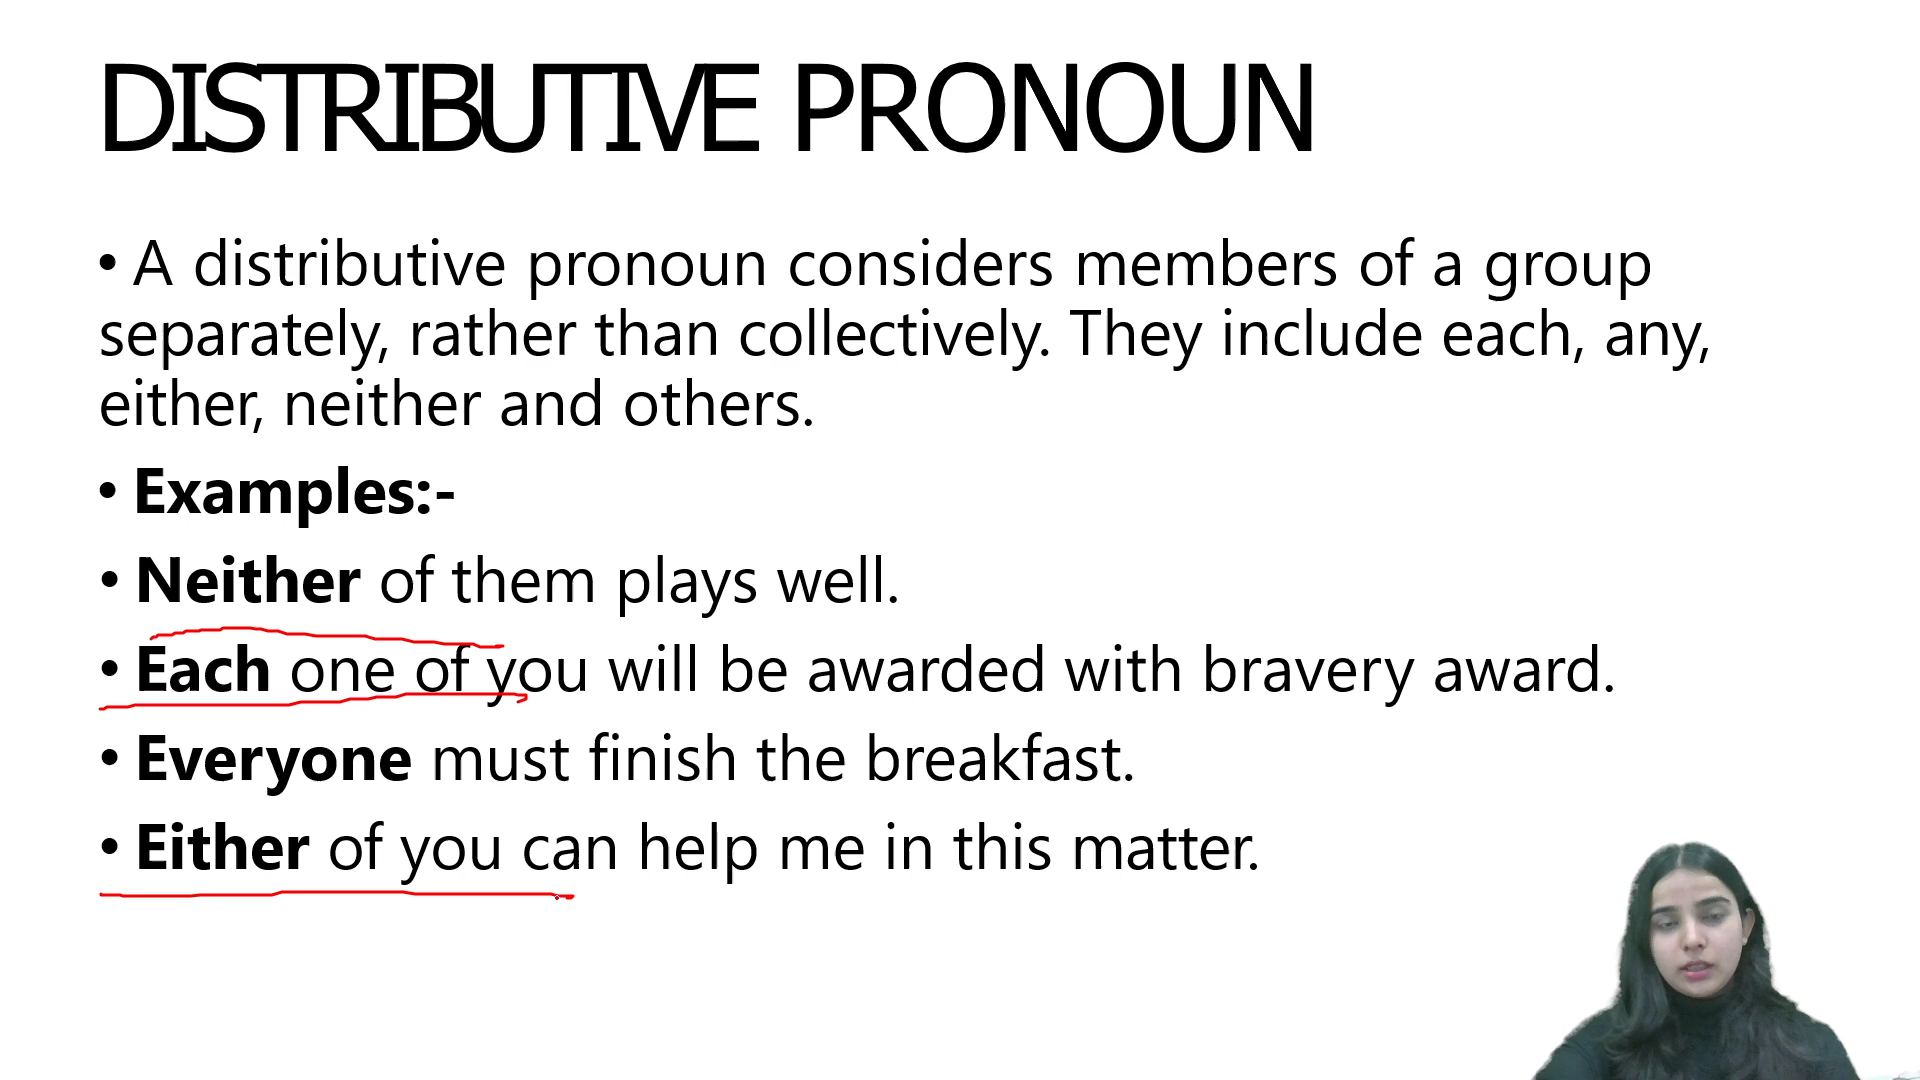 DISTRIBUTIVE PRONOUN
• A distributive pronoun considers members of a group
separately, rather than collectively. They include each, any,
either, neither and others.
• Examples:-
• Neither of them plays well.
• Each one of you will be awarded with bravery award.
• Everyone must finish the breakfast.
• Either of you can help me in this matter.